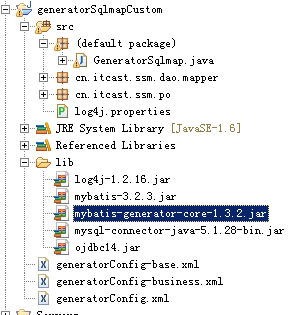 generatorSqlmapCustom
src
(default package)
GeneratorSqlmap.java
cn.itcast.ssm.dao.mapper
cn.itcast.ssm.po
log4j.properties
JRE System Library [JavaSE-1.6]
Referenced Libraries
lib
log4j-1.2.16.jar
mybatis-3.2.3.jar
mybatis-generator-core-1.3.2.jar
mysql-connector-java-5.1.28-bin.jar
ojdbc14.jar
generatorConfig-base.xml
generatorConfig-business.xml
generatorConfig.xml